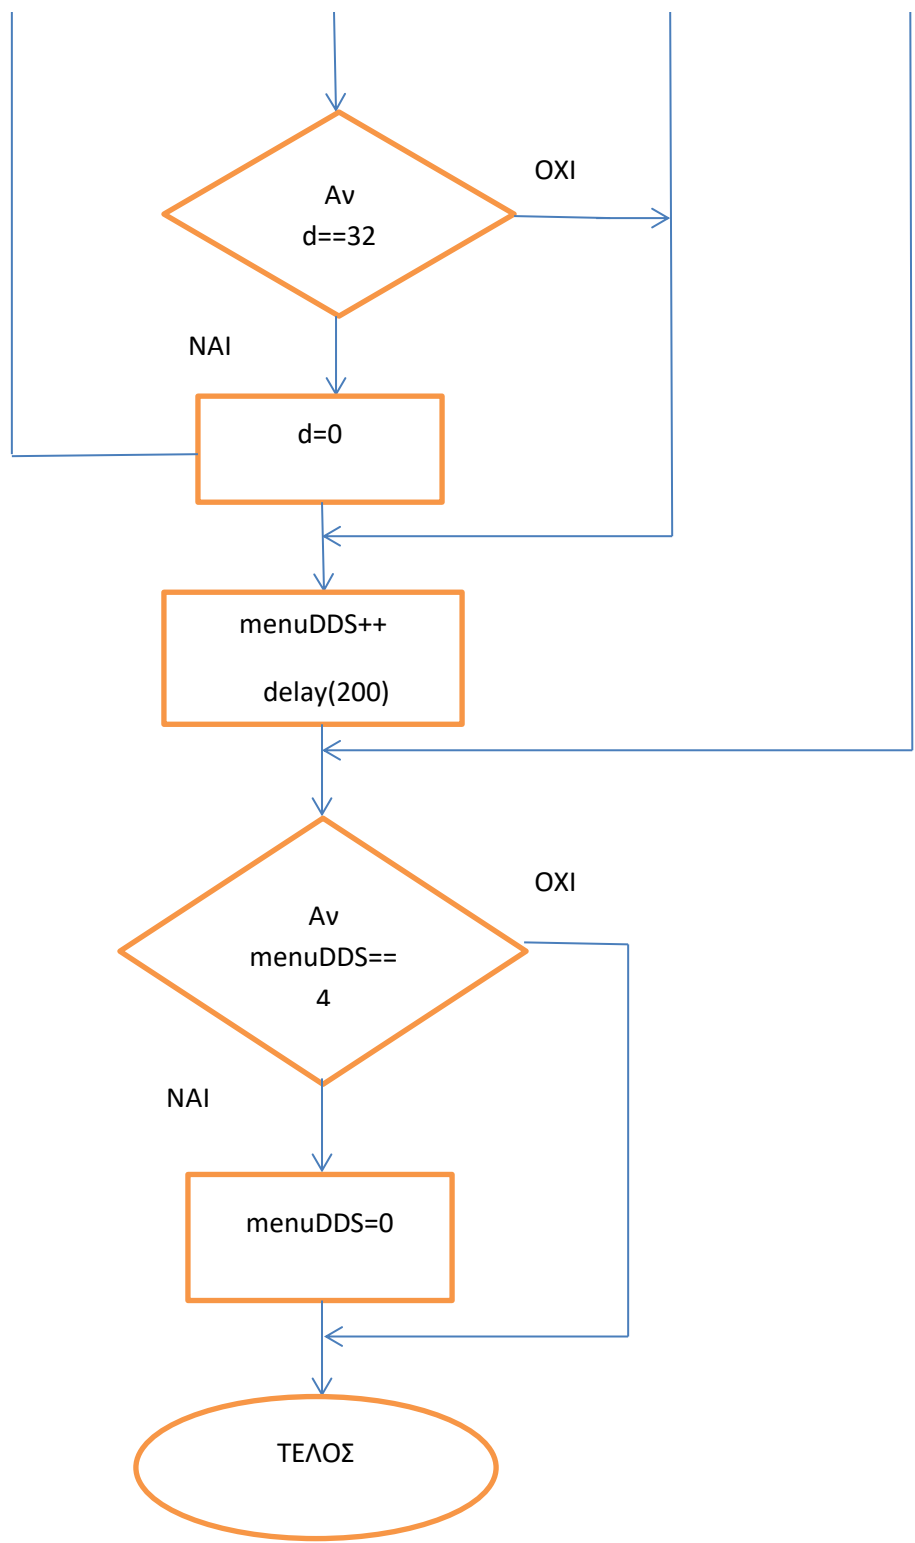 Αν
d==32
ΟΧΙ
ΝΑΙ
d=0
menuDDS++
delay(200)
Αν
menuDDS==
4
ΟΧΙ
ΝΑΙ
menuDDS=0
ΤΕΛΟΣ